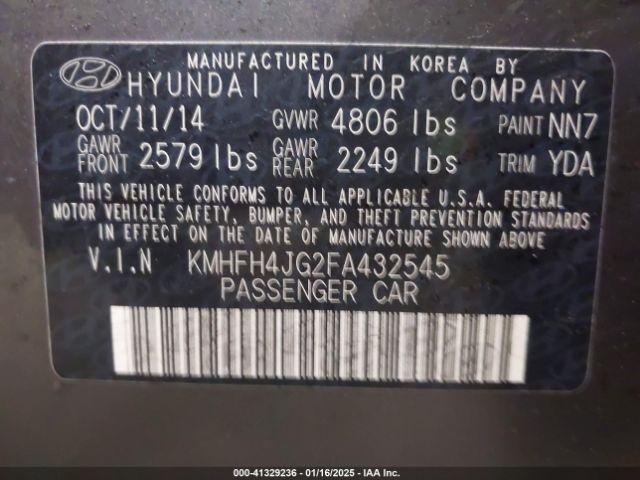 MANUFACTURED IN KOREA BY
HYUNDAI MOTOR COMPANY
OCT/11/14 GVWR 4806 lbs PAINT NN7
GAWR FRONT 2579 lbs GAWR REAR 2249 lbs TRIM YDA
THIS VEHICLE CONFORMS TO ALL APPLICABLE U.S.A. FEDERAL
MOTOR VEHICLE SAFETY, BUMPER, AND THEFT PREVENTION STANDARDS
IN EFFECT ON THE DATE OF MANUFACTURE SHOWN ABOVE
V.I.N KMHFH4JG2FA432545
PASSENGER CAR
000-41329236 - 01/16/2025 - IAAI.COM